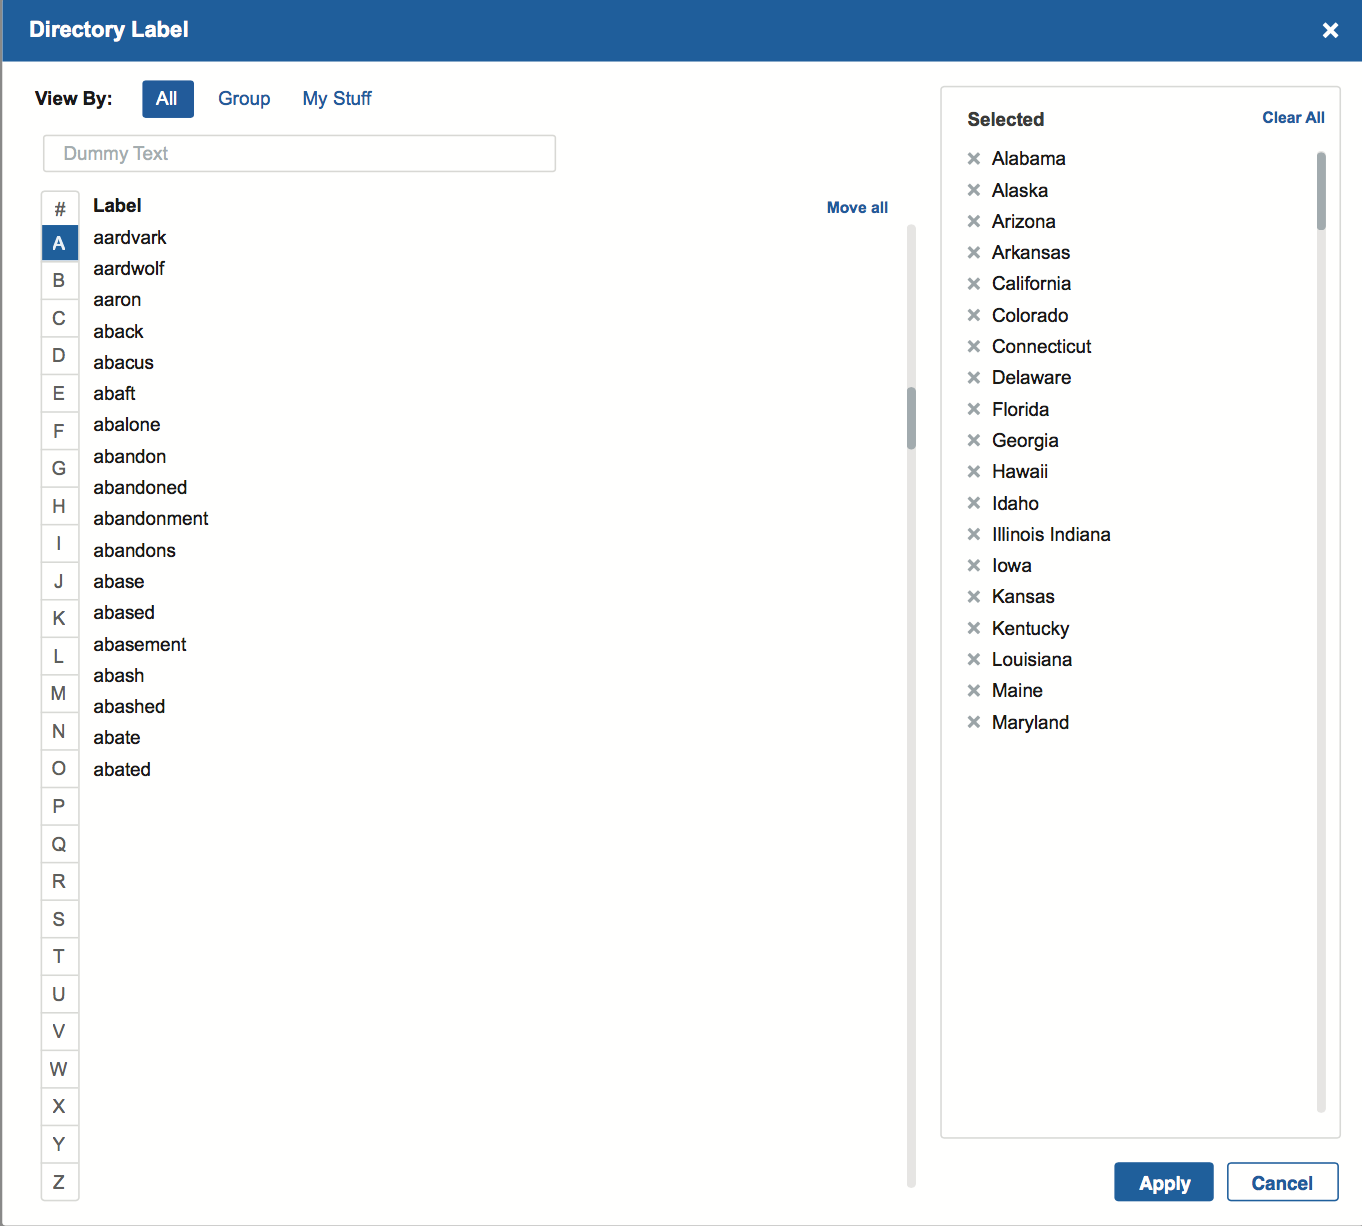 Directory Label
View By: All Group My Stuff
Dummy Text
#
A
B
C
D
E
F
G
H
I
J
K
L
M
N
O
P
Q
R
S
T
U
V
W
X
Y
Z
Label Move all
aardvark
aardwolf
aaron
aback
abacus
abaft
abalone
abandon
abandoned
abandonment
abandons
abase
abased
abasement
abash
abashed
abate
abated
Selected Clear All
Alabama
Alaska
Arizona
Arkansas
California
Colorado
Connecticut
Delaware
Florida
Georgia
Hawaii
Idaho
Illinois Indiana
Iowa
Kansas
Kentucky
Louisiana
Maine
Maryland
Apply Cancel